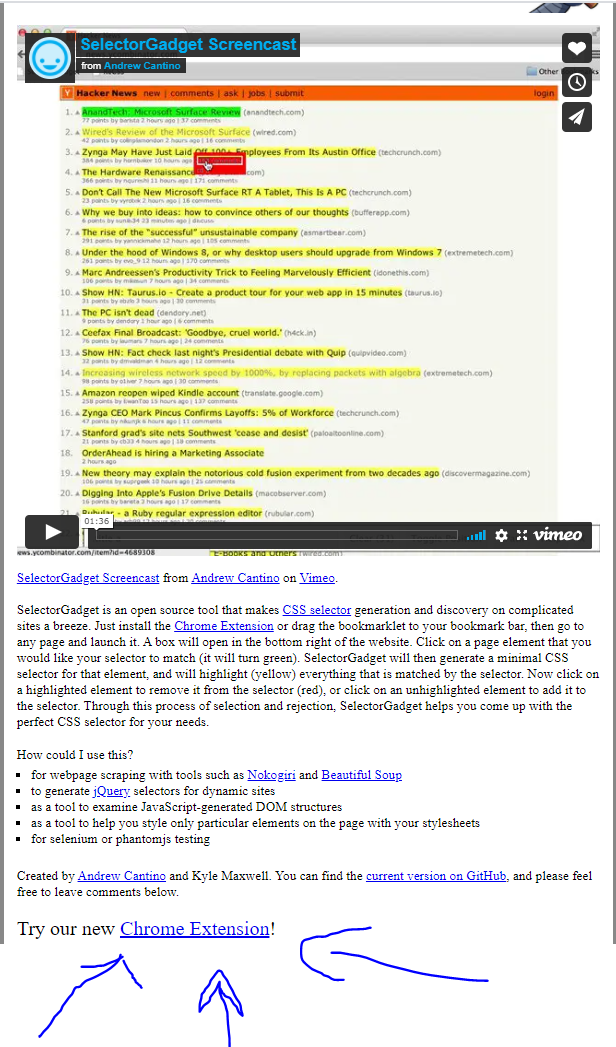 SelectorGadget Screencast
from Andrew Cantino
Other
Y Hacker News new | comments | ask | jobs | submit
login
1. AnandTech: Microsoft Surface Review (anandtech.com)
77 points by 2 hours ago | 37 comments
2. Wired's Review of the Microsoft Surface (wired.com)
42 points by 2 hours ago | 16 comments
3. Zynga May Have Just Laid Off 100+ Employees From Its Austin Office (techcrunch.com)
384 points by 10 hours ago
4. The Hardware Renaissance .com)
366 points by 11 hours ago | 171 comments
5. Don't Call The New Microsoft Surface RT A Tablet, This Is A PC (techcrunch.com)
23 points by 2 hours ago | 16 comments
6. Why we buy into ideas: how to convince others of our thoughts (bufferapp.com)
6 points by 23 minutes ago | discuss
7. The rise of the "successful" unsustainable company (asmartbear.com)
291 points by 12 hours ago | 105 comments
8. Under the hood of Windows 8, or why desktop users should upgrade from Windows 7 (extremetech.com)
261 points by evo_9 12 hours ago | 170 comments
9. Marc Andreessen's Productivity Trick to Feeling Marvelously Efficient (idonethis.com)
106 points by 7 hours ago | 34 comments
10. Show HN: Taurus.io - Create a product tour for your web app in 15 minutes (taurus.io)
31 points by 3 hours ago | 30 comments
11. The PC isn't dead (dendory.net)
9 points by dendory 1 hour ago | 6 comments
12. Ceefax Final Broadcast: 'Goodbye, cruel world.' (h4ck.in)
76 points by 7 hours ago | 24 comments
13. Show HN: Fact check last night's Presidential debate with Quip (quipvideo.com)
32 points by 4 hours ago | 12 comments
14. Increasing wireless network speed by 1000%, by replacing packets with algebra (extremetech.com)
98 points by 7 hours ago | 30 comments
15. Amazon reopen wiped Kindle account (translate.google.com)
258 points by 15 hours ago | 137 comments
16. Zynga CEO Mark Pincus Confirms Layoffs: 5% of Workforce (techcrunch.com)
47 points by 6 hours ago | 11 comments
17. Stanford grad's site nets Southwest 'cease and desist' (paloaltoonline.com)
21 points by 4 hours ago | 18 comments
18. OrderAhead is hiring a Marketing Associate
2 hours ago
19. New theory may explain the notorious cold fusion experiment from two decades ago (discovermagazine.com)
106 points by 10 hours ago | 25 comments
20. Digging Into Apple's Fusion Drive Details (macobserver.com)
16 points by 2 hours ago | 17 comments
21. Rubular - a Ruby regular expression editor (rubular.com)
01:36
vimeo
ews.ycombinator.com/item?id=4689308
E-Books and Others (wired.com)
SelectorGadget Screencast from Andrew Cantino on Vimeo.
SelectorGadget is an open source tool that makes CSS selector generation and discovery on complicated
sites a breeze. Just install the Chrome Extension or drag the bookmarklet to your bookmark bar, then go to
any page and launch it. A box will open in the bottom right of the website. Click on a page element that you
would like your selector to match (it will turn green). SelectorGadget will then generate a minimal CSS
selector for that element, and will highlight (yellow) everything that is matched by the selector. Now click on
a highlighted element to remove it from the selector (red), or click on an unhighlighted element to add it to
the selector. Through this process of selection and rejection, SelectorGadget helps you come up with the
perfect CSS selector for your needs.
How could I use this?
for webpage scraping with tools such as Nokogiri and Beautiful Soup
to generate jQuery selectors for dynamic sites
as a tool to examine JavaScript-generated DOM structures
as a tool to help you style only particular elements on the page with your stylesheets
for selenium or phantomjs testing
Created by Andrew Cantino and Kyle Maxwell. You can find the current version on GitHub, and please feel
free to leave comments below.
Try our new Chrome Extension!